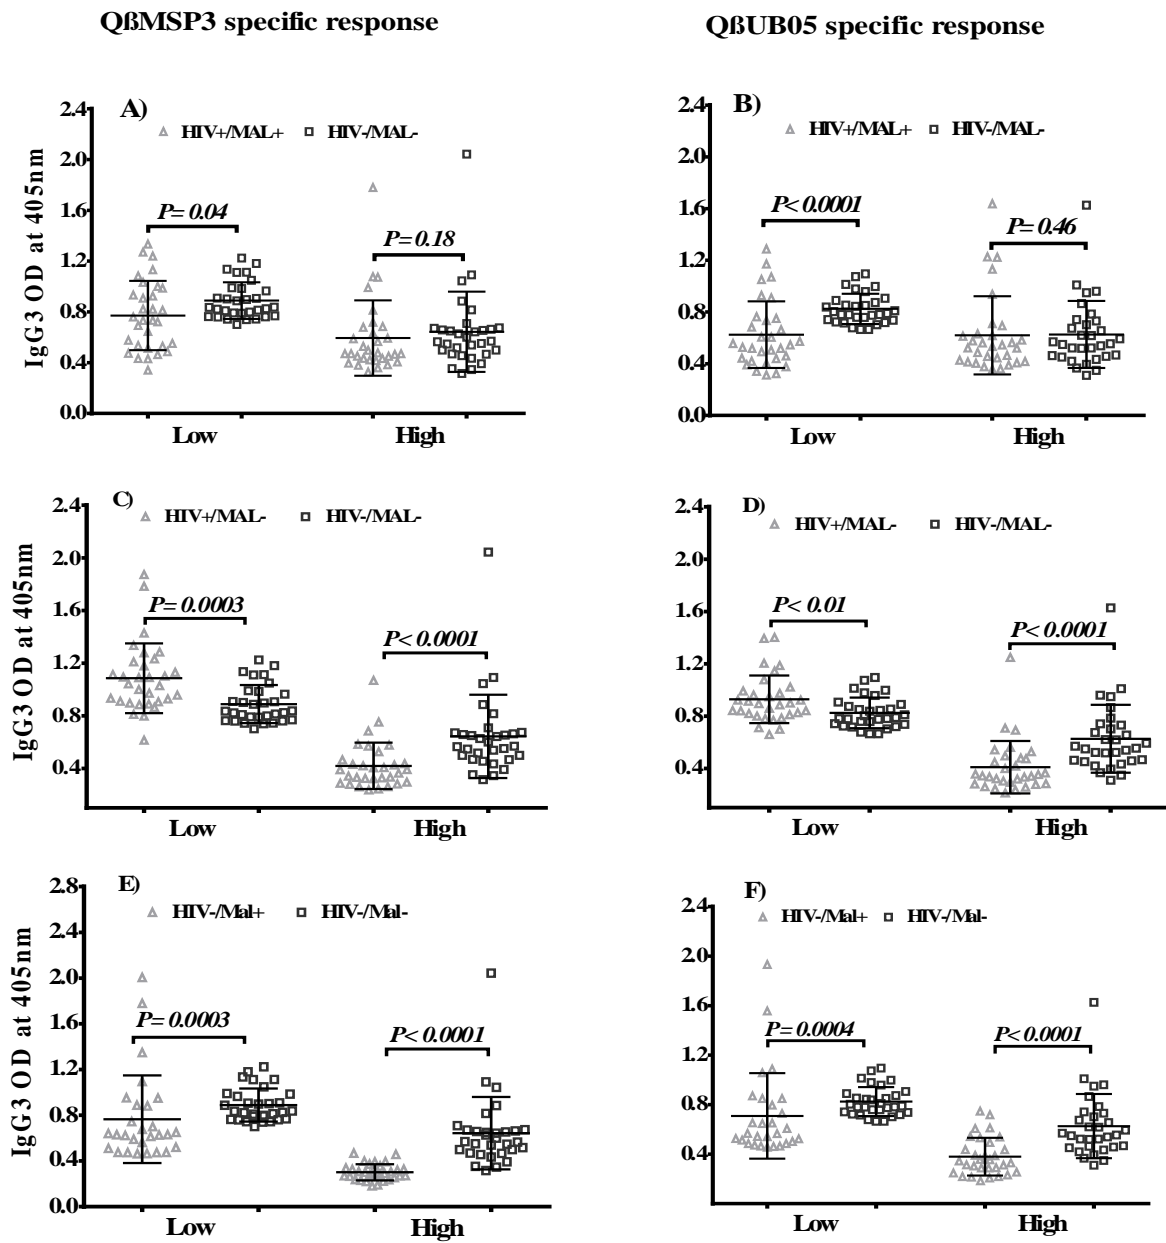 QßMSP3 specific response
QßUB05 specific response
A)
HIV+/MAL+ HIV-/MAL-
IgG3 OD at 405nm
2.4
2.0
1.6
1.2
0.8
0.4
0.0
P= 0.04
P= 0.18
Low High
B)
HIV+/MAL+ HIV-/MAL-
2.4
2.0
1.6
1.2
0.8
0.4
0.0
P< 0.0001
P= 0.46
Low High
C)
HIV+/MAL- HIV-/MAL-
IgG3 OD at 405nm
2.4
2.0
1.6
1.2
0.8
0.4
P= 0.0003
P< 0.0001
Low High
D)
HIV+/MAL- HIV-/MAL-
2.4
2.0
1.6
1.2
0.8
0.4
P< 0.01
P< 0.0001
Low High
E)
HIV-/Mal+ HIV-/Mal-
IgG3 OD at 405nm
2.8
2.4
2.0
1.6
1.2
0.8
0.4
0.0
P= 0.0003
P< 0.0001
Low High
F)
HIV-/Mal+ HIV-/Mal-
2.4
2.0
1.6
1.2
0.8
0.4
P= 0.0004
P< 0.0001
Low High